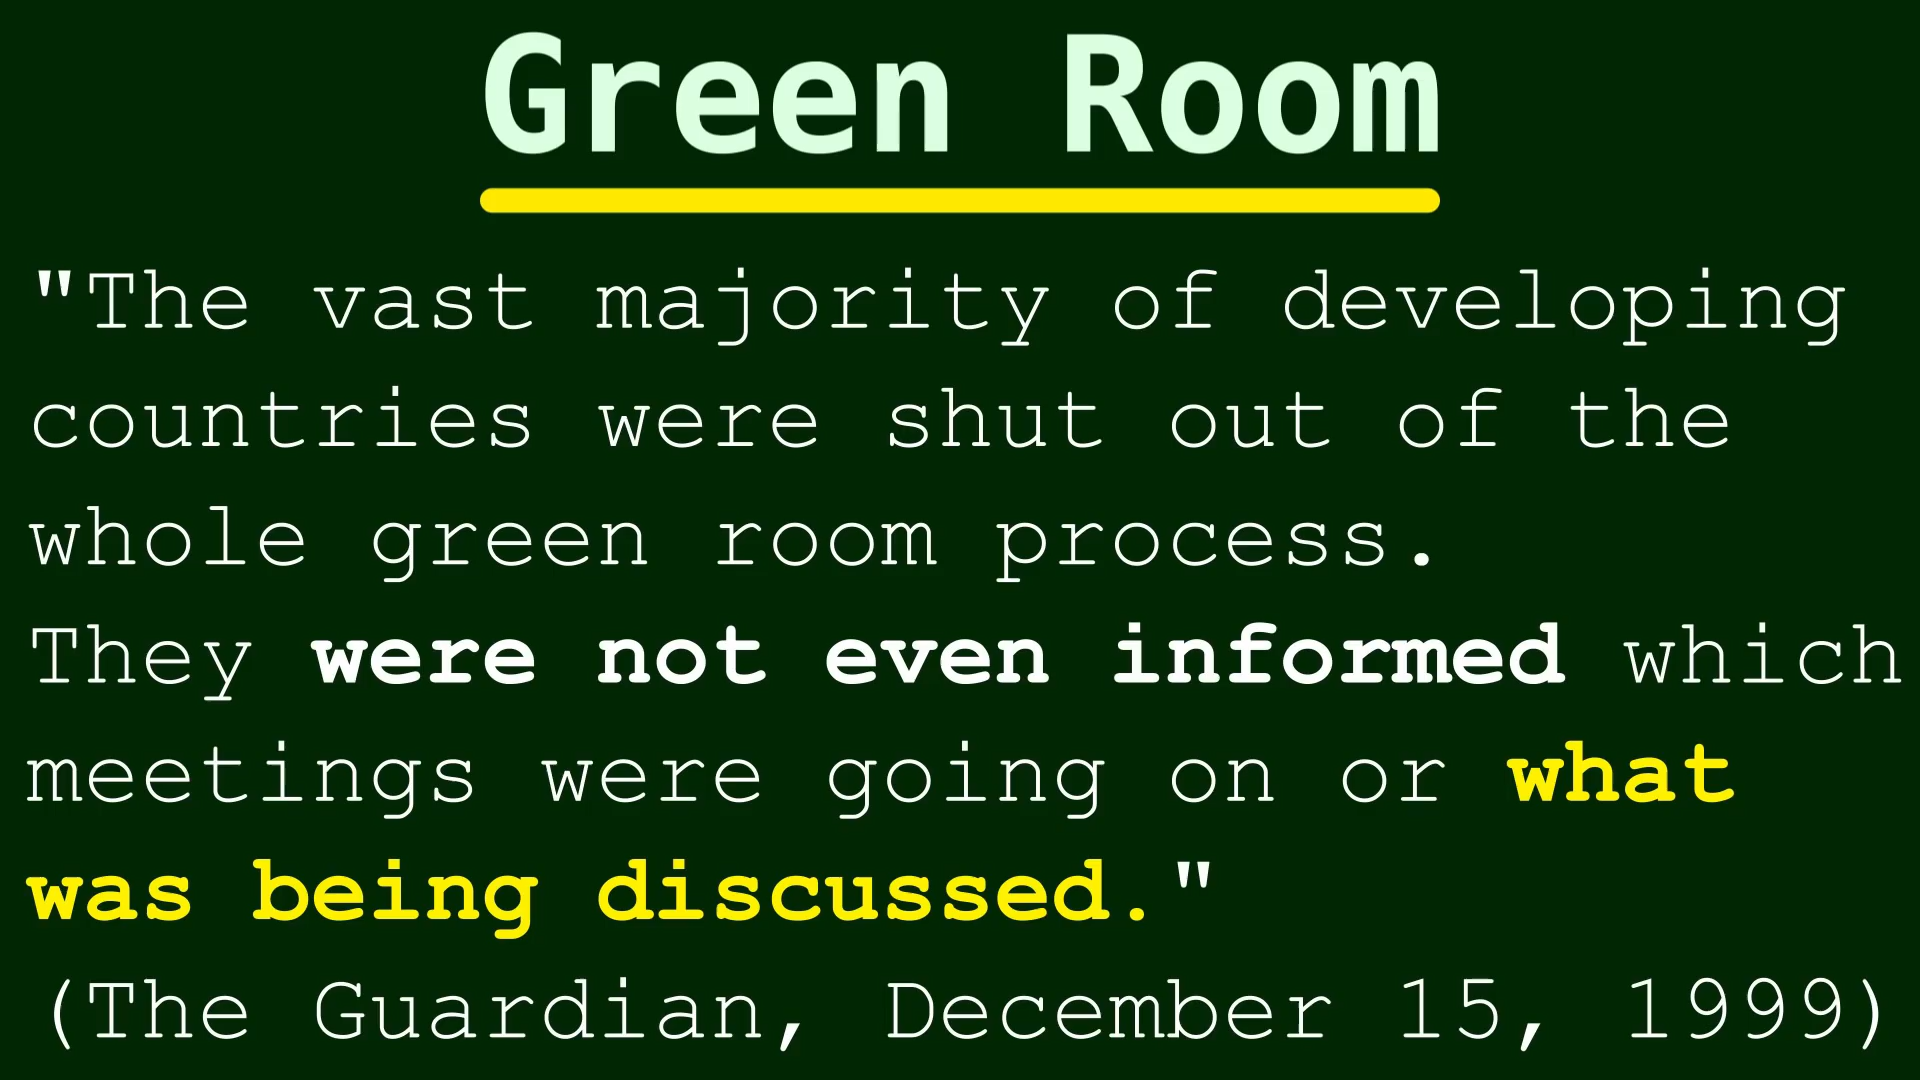 Green Room
"The vast majority of developing
countries were shut out of the
whole green room process.
They were not even informed which
meetings were going on or what
was being discussed."
(The Guardian, December 15, 1999)